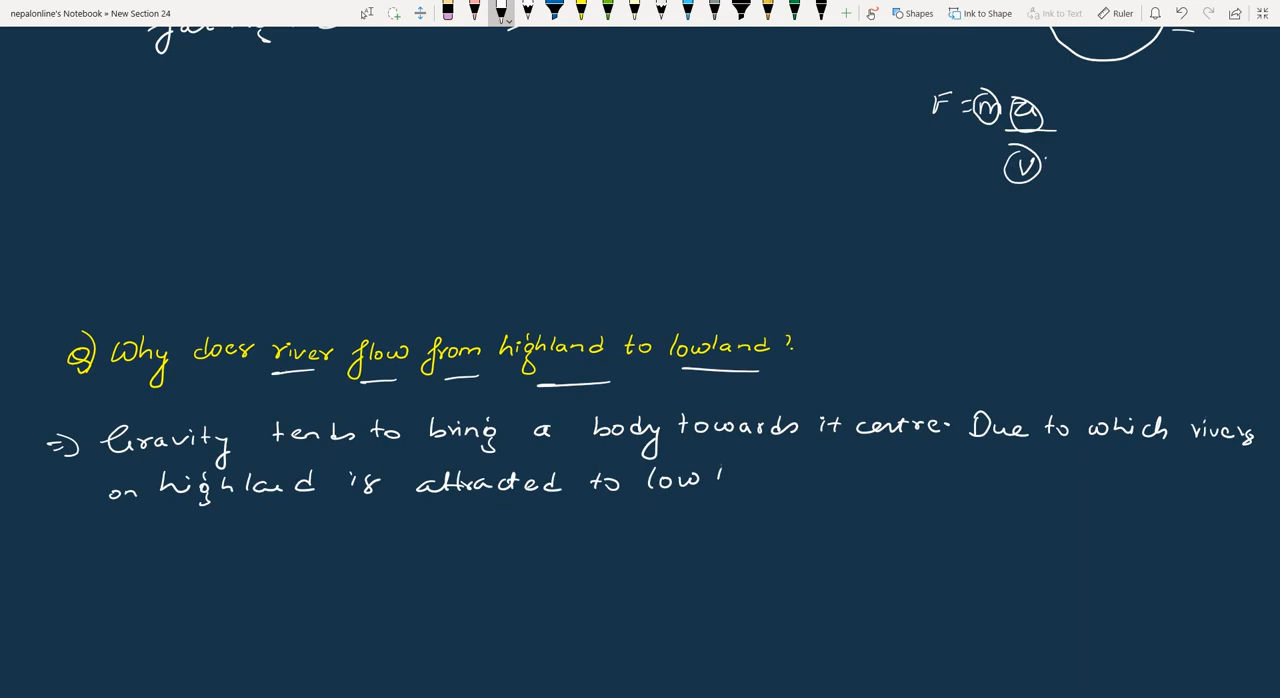 nepalonline's Notebook » New Section 24
Shapes Ink to Shape Ink to Text Ruler
F = m a
V
Q) Why does river flow from highland to lowland?
=) Gravity tends to bring a body towards it centre. Due to which rivers
on highland is attracted to low l